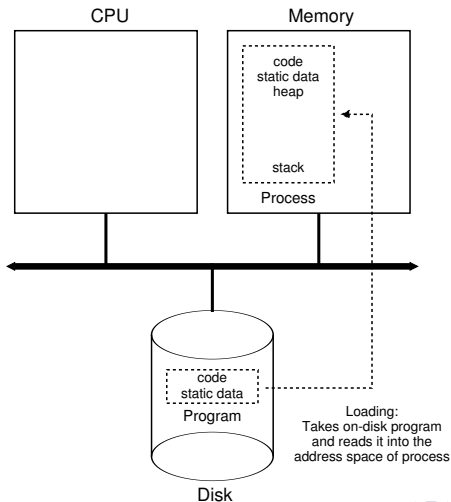 CPU
Memory
code
static data
heap
stack
Process
code
static data
Program
Loading:
Takes on-disk program
and reads it into the
address space of process
Disk